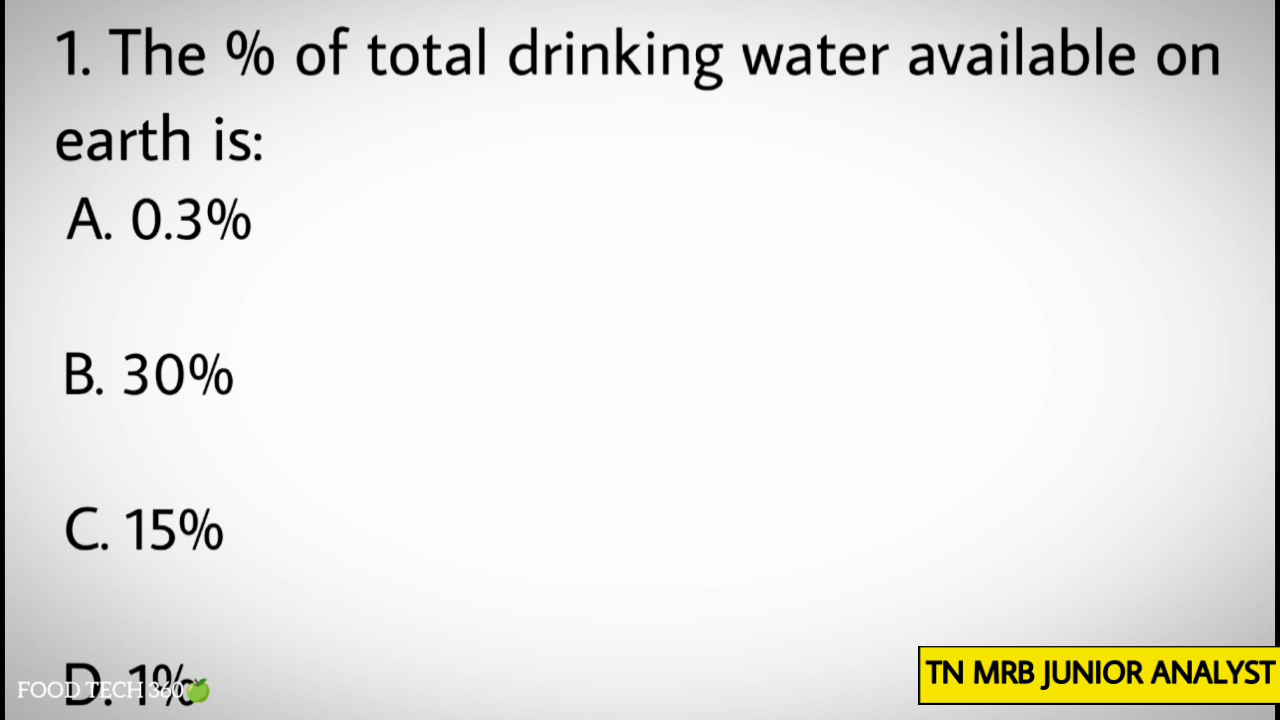 1. The % of total drinking water available on
earth is:
A. 0.3%
B. 30%
C. 15%
D. 1%
FOOD TECH 360
TN MRB JUNIOR ANALYST